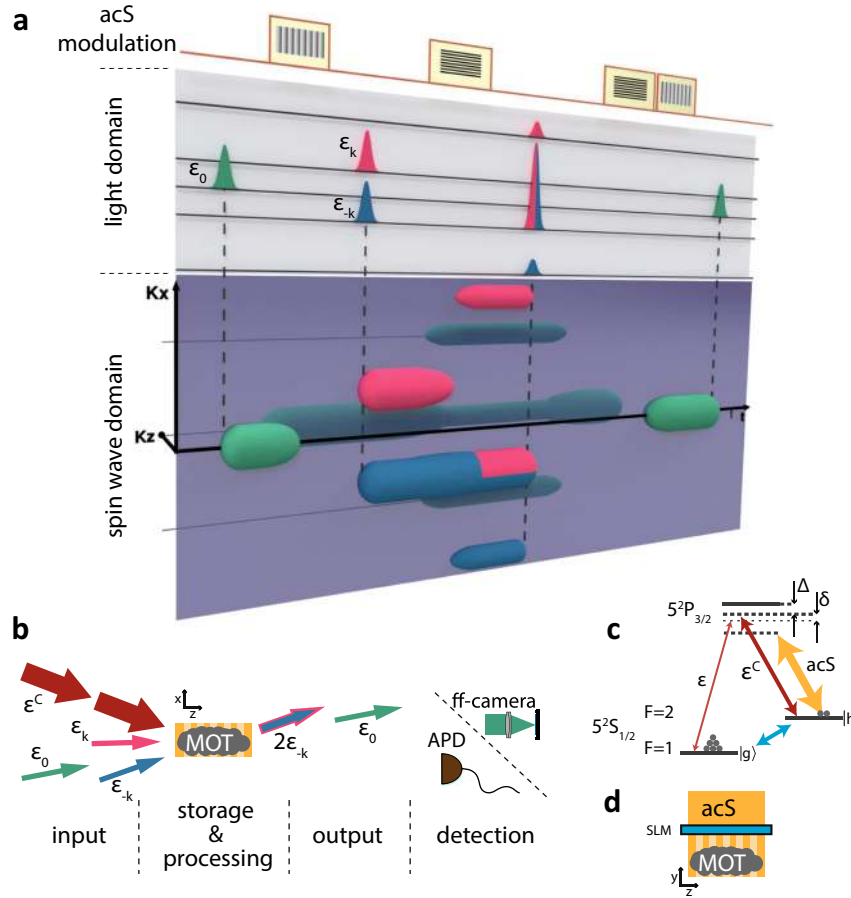 a
acS
modulation
light domain
ε₀
εₖ
ε₋ₖ
spin wave domain
Kx
Kz
t
b
εᶜ
εₖ
ε₀
ε₋ₖ
x
z
MOT
2ε₋ₖ
ε₀
ff-camera
APD
input
storage
&
processing
output
detection
c
Δ
δ
5²P₃/₂
ε
εᶜ
acS
F=2
5²S₁/₂
F=1
|g⟩
|h
d
acS
SLM
MOT
y
z